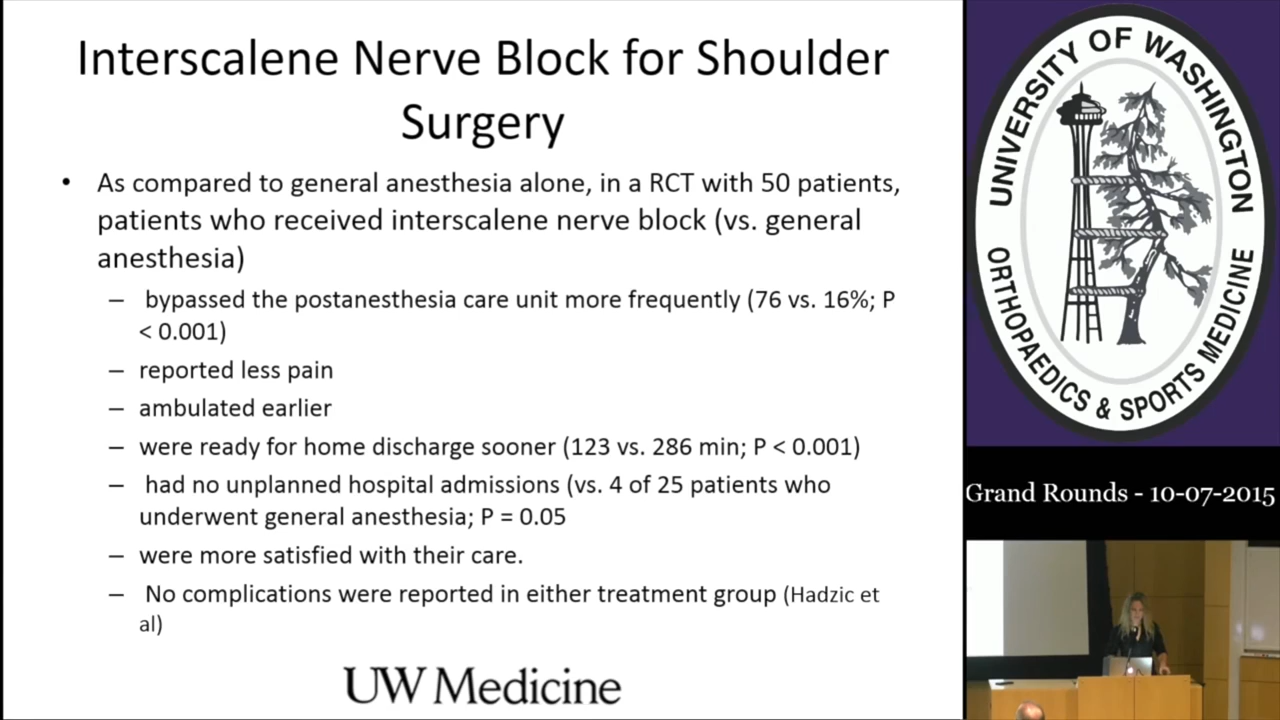 Interscalene Nerve Block for Shoulder
Surgery
• As compared to general anesthesia alone, in a RCT with 50 patients,
patients who received interscalene nerve block (vs. general
anesthesia)
– bypassed the postanesthesia care unit more frequently (76 vs. 16%; P
< 0.001)
– reported less pain
– ambulated earlier
– were ready for home discharge sooner (123 vs. 286 min; P < 0.001)
– had no unplanned hospital admissions (vs. 4 of 25 patients who
underwent general anesthesia; P = 0.05
– were more satisfied with their care.
– No complications were reported in either treatment group (Hadzic et
al)
UW Medicine
UNIVERSITY OF WASHINGTON
ORTHOPAEDICS & SPORTS MEDICINE
Grand Rounds - 10-07-2015